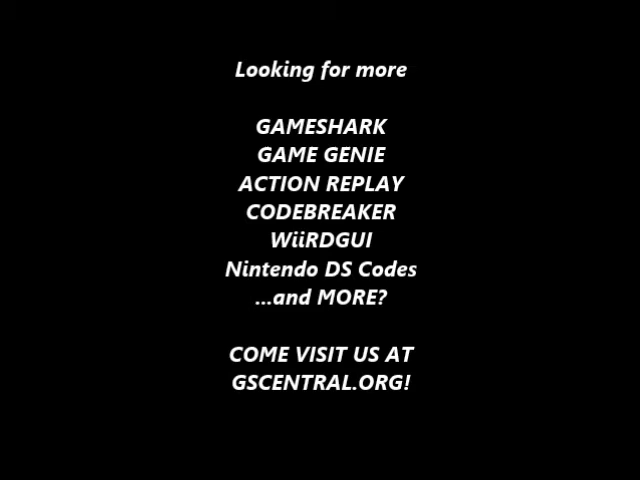 Looking for more
GAMESHARK
GAME GENIE
ACTION REPLAY
CODEBREAKER
WiiRDGUI
Nintendo DS Codes
...and MORE?
COME VISIT US AT
GSCENTRAL.ORG!